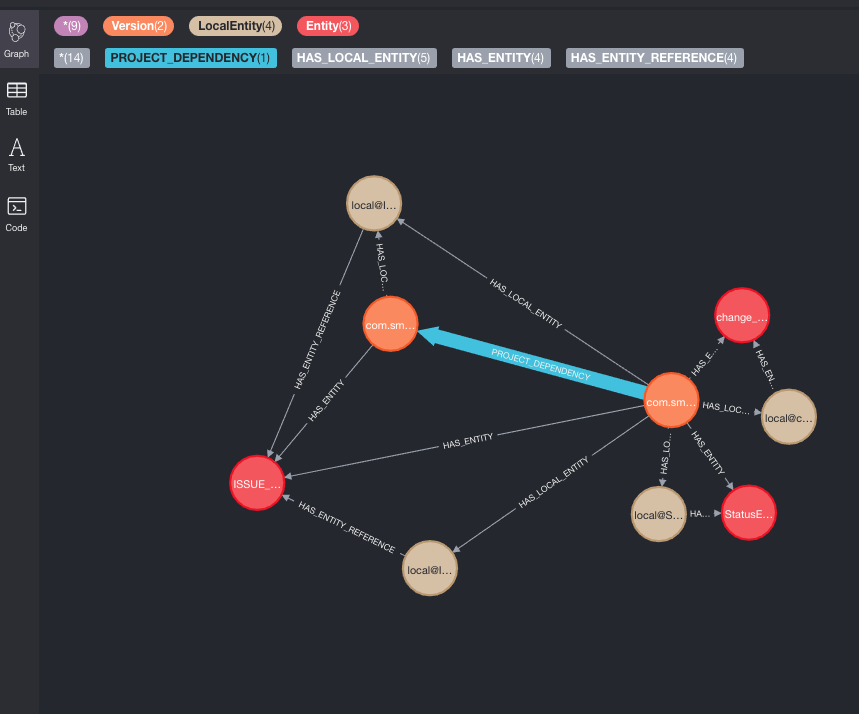 *(9) Version(2) LocalEntity(4) Entity(3)
*(14) PROJECT_DEPENDENCY(1) HAS_LOCAL_ENTITY(5) HAS_ENTITY(4) HAS_ENTITY_REFERENCE(4)
Graph
Table
Text
Code
local@I…
HAS_LOC…
HAS_LOCAL_ENTITY
HAS_ENTITY_REFERENCE
com.sm…
change_…
PROJECT_DEPENDENCY
HAS_E…
HAS_EN…
HAS_ENTITY
com.sm…
HAS_LOC…
local@c…
HAS_ENTITY
HAS_LO…
HAS_ENTITY
ISSUE_…
HAS_LOCAL_ENTITY
HAS_ENTITY_REFERENCE
local@S…
HA…
StatusE…
local@I…